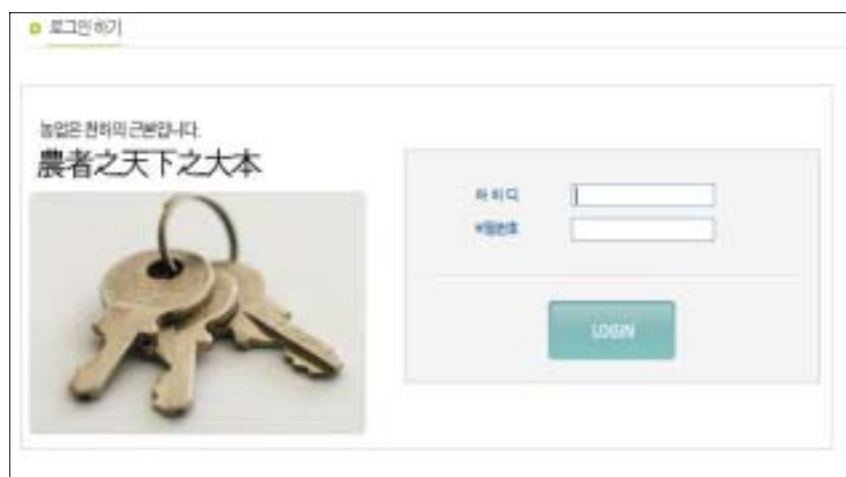 로그인 하기
농업은 천하의 근본입니다.
農者之天下之大本
아 이 디
비밀번호
LOGIN